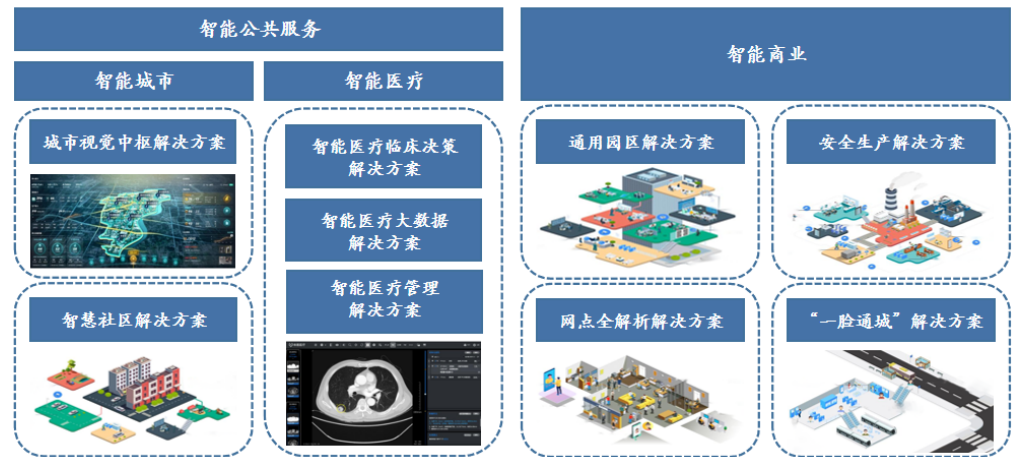 智能公共服务
智能城市
智能医疗
城市视觉中枢解决方案
智慧社区解决方案
智能医疗临床决策
解决方案
智能医疗大数据
解决方案
智能医疗管理
解决方案
智能商业
通用园区解决方案
安全生产解决方案
网点全解析解决方案
“一脸通城”解决方案